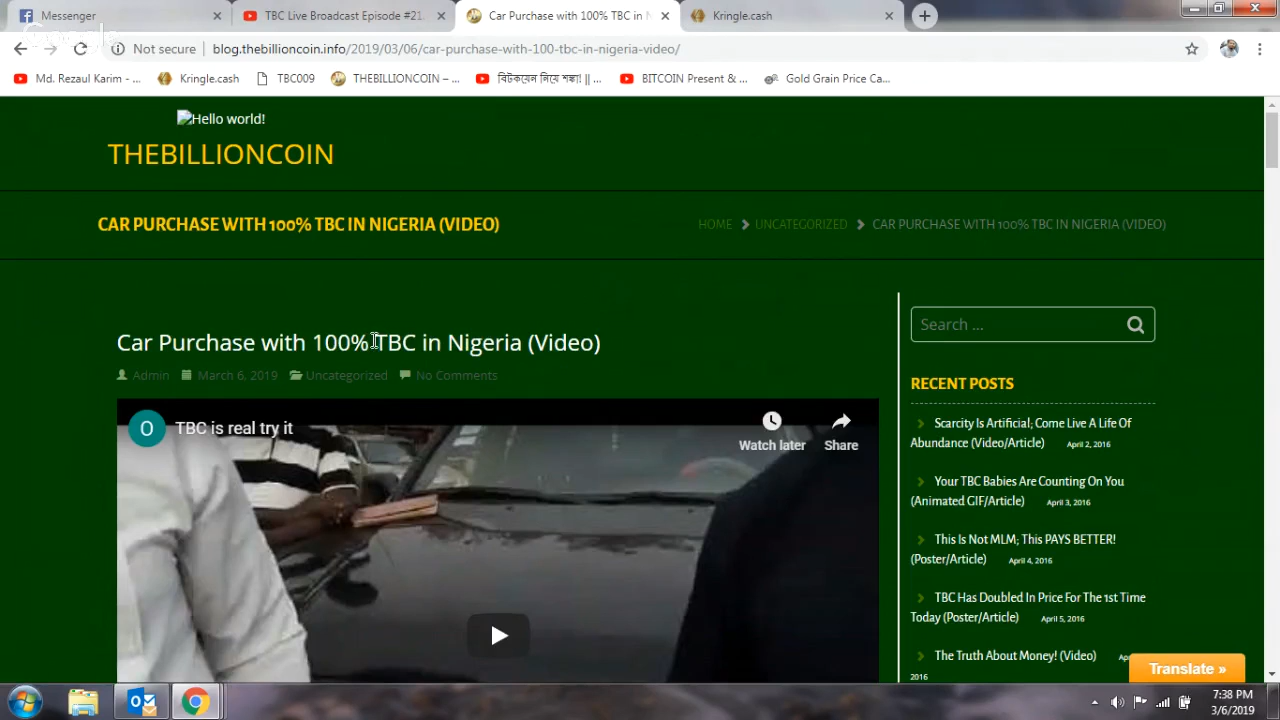 Messenger
TBC Live Broadcast Episode #21.
Car Purchase with 100% TBC in N
Kringle.cash
Google
Not secure
blog.thebillioncoin.info/2019/03/06/car-purchase-with-100-tbc-in-nigeria-video/
Md. Rezaul Karim - ...
Kringle.cash
TBC009
THEBILLIONCOIN – ...
বিটকয়েন নিয়ে শঙ্কা! || ...
BITCOIN Present & ...
Gold Grain Price Ca...
Hello world!
THEBILLIONCOIN
CAR PURCHASE WITH 100% TBC IN NIGERIA (VIDEO)
HOME
UNCATEGORIZED
CAR PURCHASE WITH 100% TBC IN NIGERIA (VIDEO)
Car Purchase with 100% TBC in Nigeria (Video)
Admin
March 6, 2019
Uncategorized
No Comments
O
TBC is real try it
Watch later
Share
Search ...
RECENT POSTS
Scarcity Is Artificial; Come Live A Life Of
Abundance (Video/Article) April 2, 2016
Your TBC Babies Are Counting On You
(Animated GIF/Article) April 3, 2016
This Is Not MLM; This PAYS BETTER!
(Poster/Article) April 4, 2016
TBC Has Doubled In Price For The 1st Time
Today (Poster/Article) April 5, 2016
The Truth About Money! (Video)
2016
Translate »
7:38 PM
3/6/2019